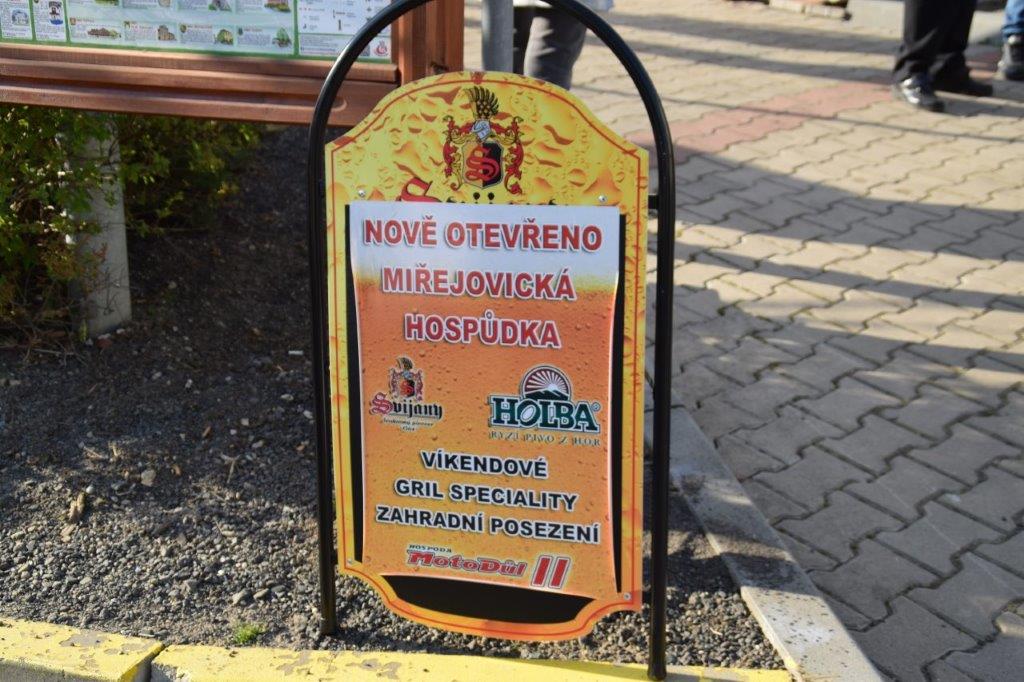 S
NOVĚ OTEVŘENO
MIŘEJOVICKÁ
HOSPŮDKA
Svijany
HOLBA®
RYZÍ PIVO Z HOR
VÍKENDOVÉ
GRIL SPECIALITY
ZAHRADNÍ POSEZENÍ
HOSPODA
MotoDůl II